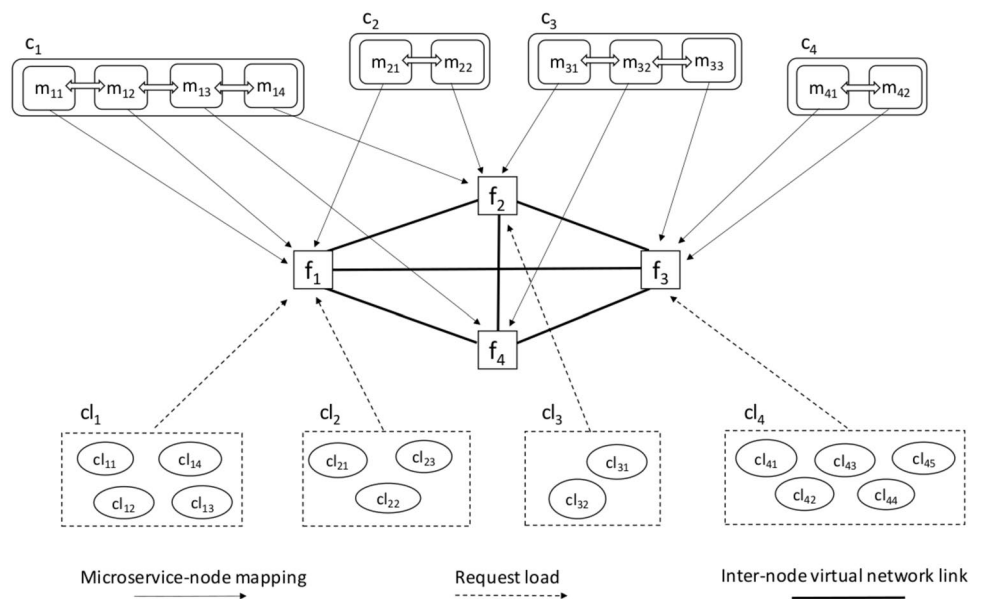 c2
c3
c1
c4
m21 m22
m31 m32 m33
m11 m12 m13 m14
m41 m42
f2
f1
f3
f4
cl1
cl2
cl3
cl4
cl11 cl14
cl21 cl23
cl31
cl41 cl43 cl45
cl12 cl13
cl22
cl32
cl42 cl44
Microservice-node mapping
Request load
Inter-node virtual network link